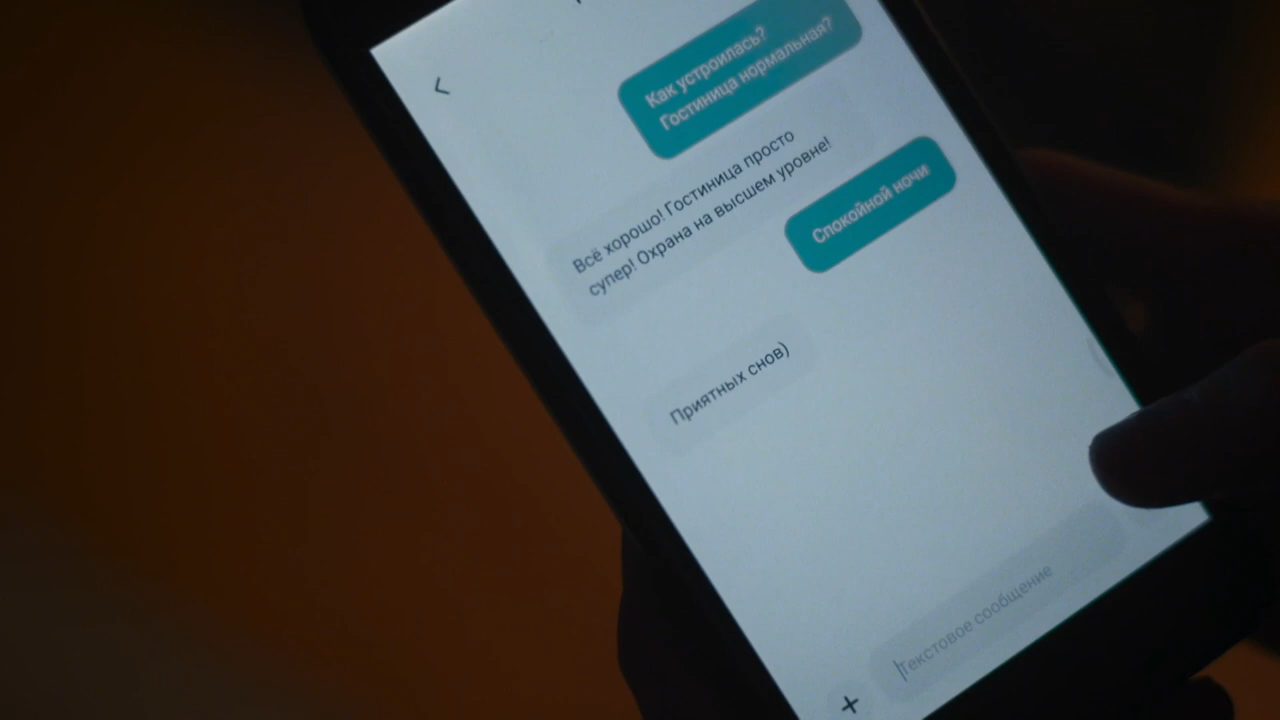 Как устроилась?
Гостиница нормальная?
Всё хорошо! Гостиница просто
супер! Охрана на высшем уровне!
Спокойной ночи
Приятных снов)
Текстовое сообщение